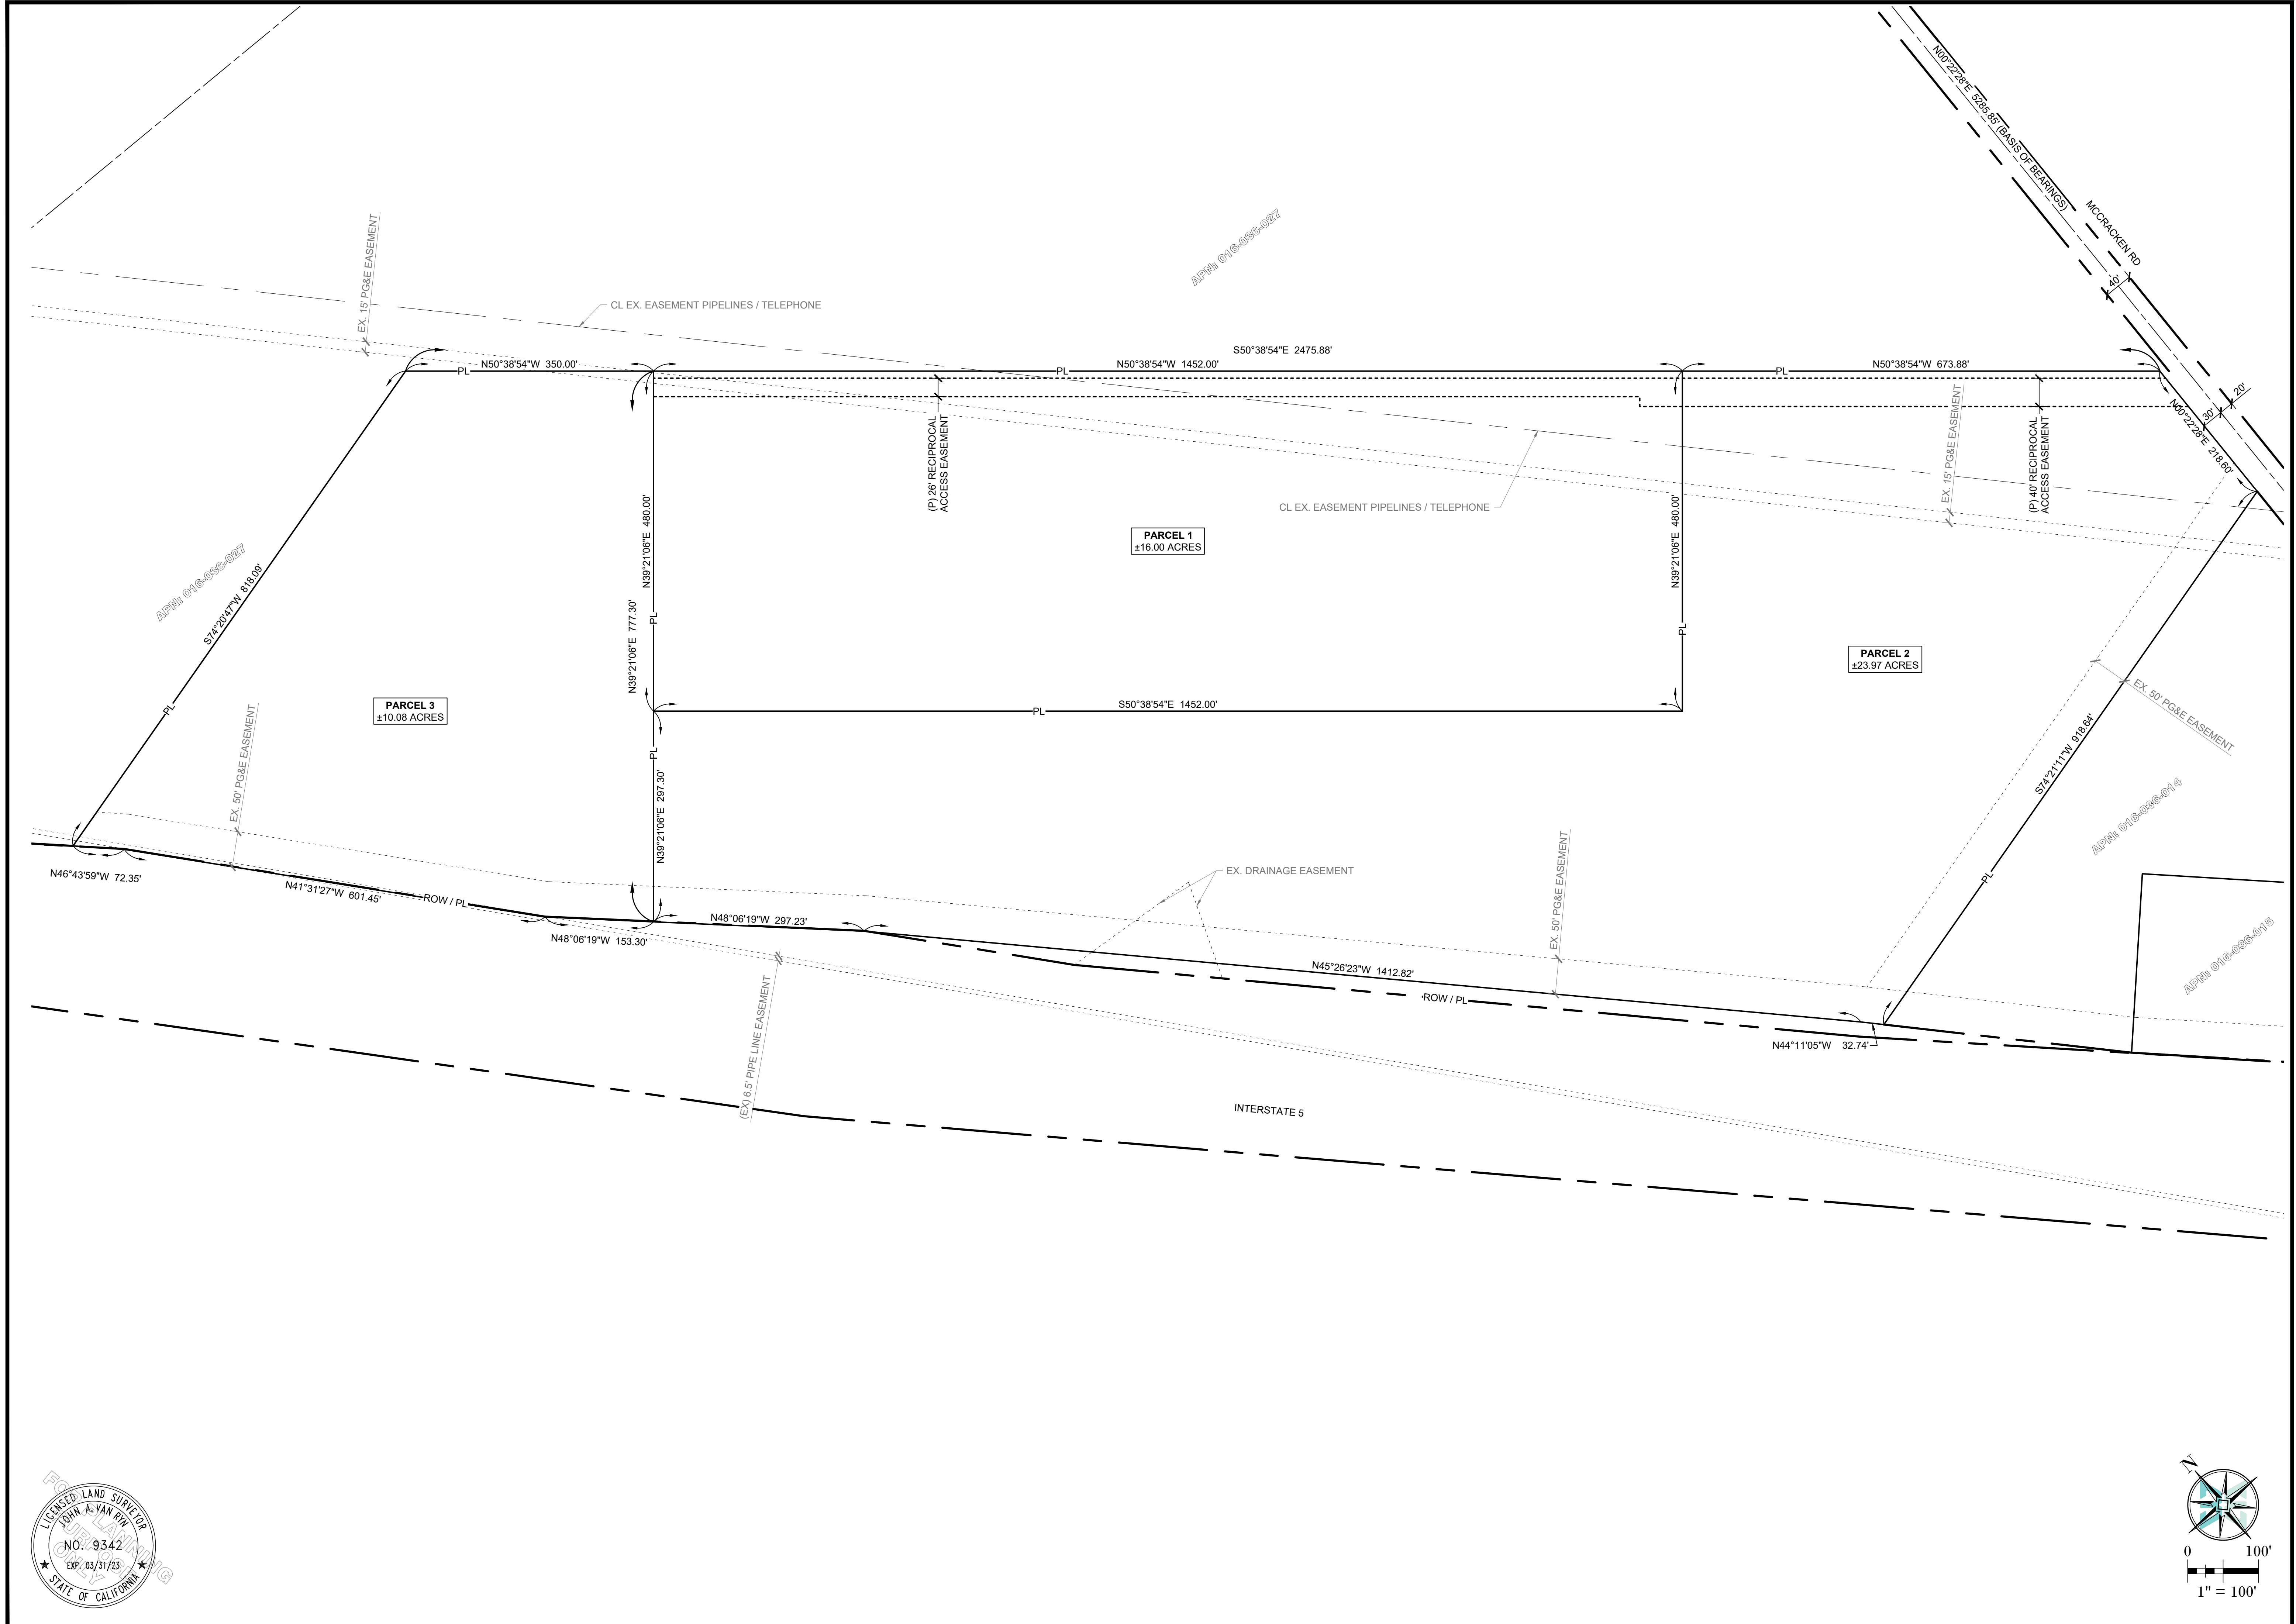 N00°22'28"E 5285.85' (BASIS OF BEARINGS)
MCCRACKEN RD
40'
APN: 016-036-027
EX. 15' PG&E EASEMENT
CL EX. EASEMENT PIPELINES / TELEPHONE
S50°38'54"E 2475.88'
N50°38'54"W 350.00'
N50°38'54"W 1452.00'
N50°38'54"W 673.88'
PL
PL
PL
20'
30'
N00°22'28"E 218.60'
(P) 26' RECIPROCAL
ACCESS EASEMENT
EX. 15' PG&E EASEMENT
(P) 40' RECIPROCAL
ACCESS EASEMENT
CL EX. EASEMENT PIPELINES / TELEPHONE
N39°21'06"E 480.00'
N39°21'06"E 480.00'
PARCEL 1
±16.00 ACRES
APN: 016-036-027
S74°20'47"W 818.09'
N39°21'06"E 777.30'
PL
PL
PARCEL 2
±23.97 ACRES
EX. 50' PG&E EASEMENT
PARCEL 3
±10.08 ACRES
PL
S50°38'54"E 1452.00'
PL
PL
EX. 50' PG&E EASEMENT
S74°21'11"W 918.64'
APN: 016-036-014
N39°21'06"E 297.30'
EX. DRAINAGE EASEMENT
EX. 50' PG&E EASEMENT
PL
N46°43'59"W 72.35'
N41°31'27"W 601.45'
ROW / PL
N48°06'19"W 297.23'
N48°06'19"W 153.30'
APN: 016-036-015
N45°26'23"W 1412.82'
ROW / PL
N44°11'05"W 32.74'
(EX) 6.5' PIPE LINE EASEMENT
INTERSTATE 5
LICENSED LAND SURVEYOR
JOHN A. VAN RYN
NO. 9342
EXP. 03/31/23
STATE OF CALIFORNIA
N
0 100'
1" = 100'